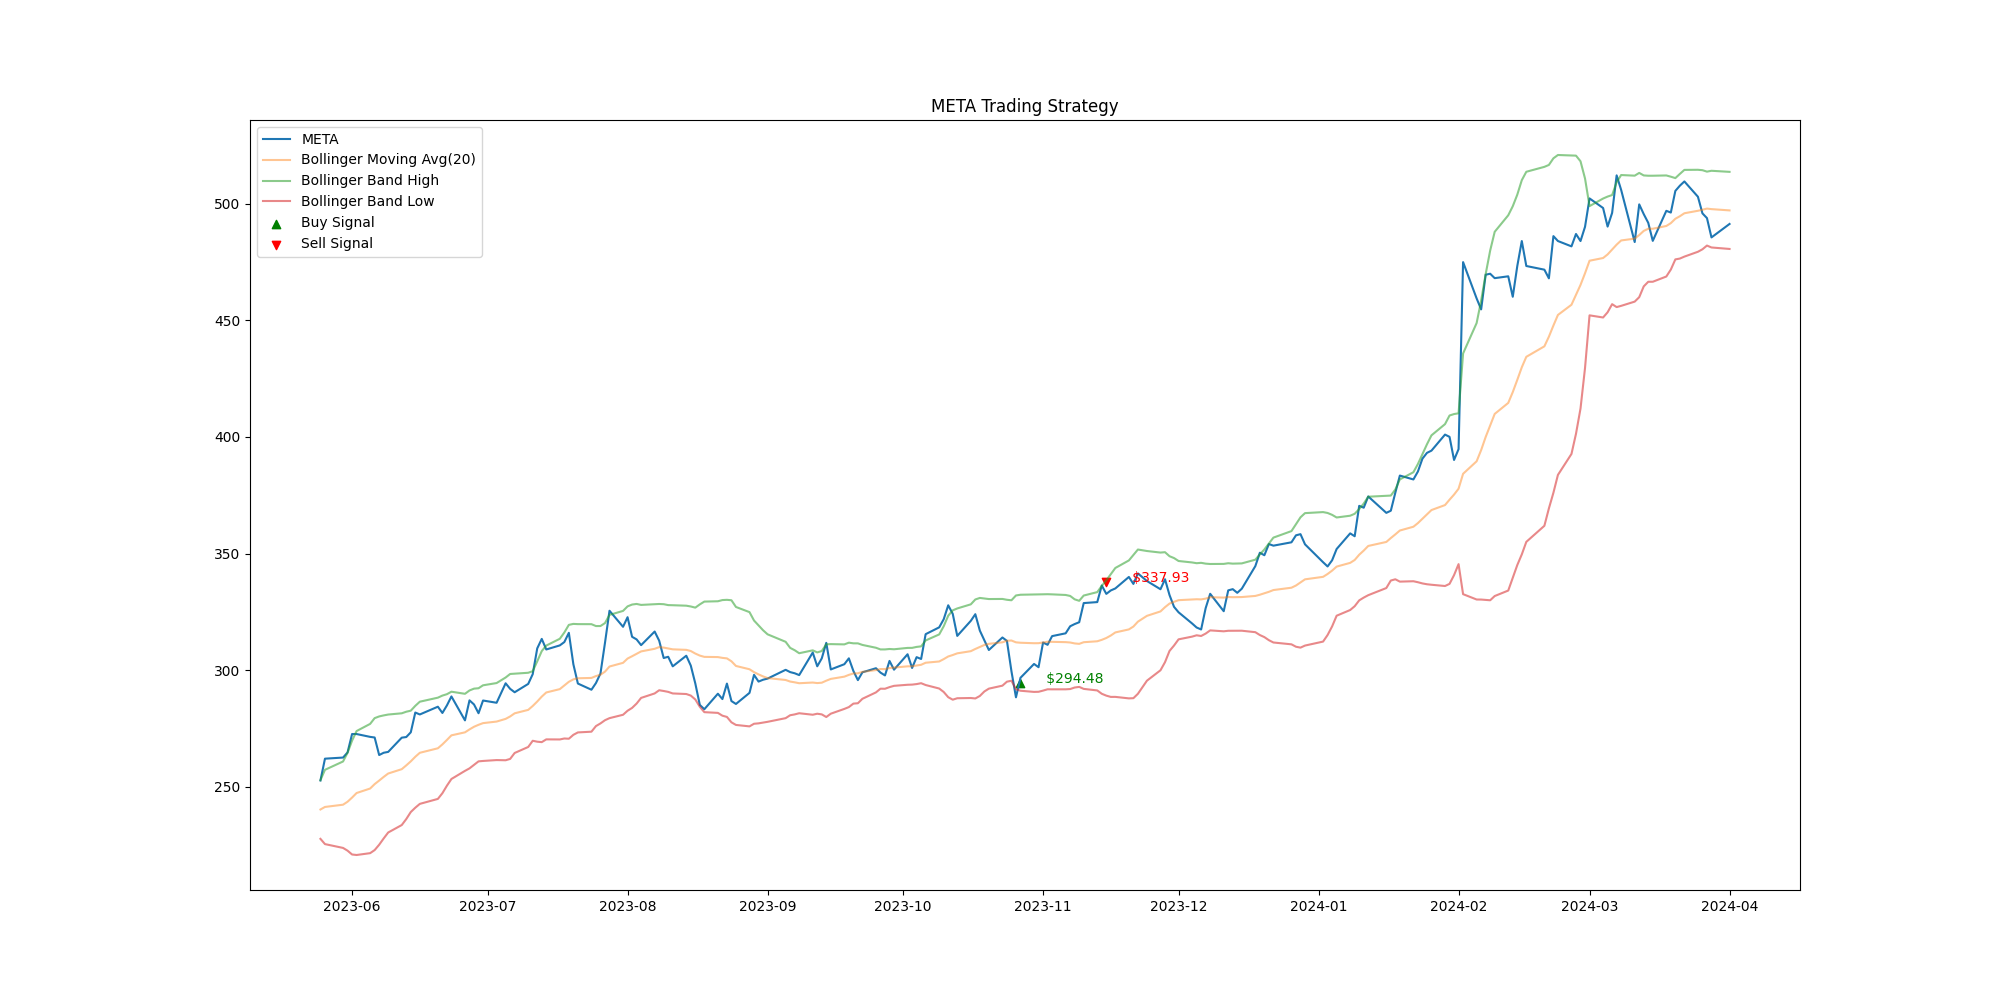 META Trading Strategy
META
Bollinger Moving Avg(20)
Bollinger Band High
Bollinger Band Low
Buy Signal
Sell Signal
500
450
400
350
300
250
$337.93
$294.48
2023-06 2023-07 2023-08 2023-09 2023-10 2023-11 2023-12 2024-01 2024-02 2024-03 2024-04